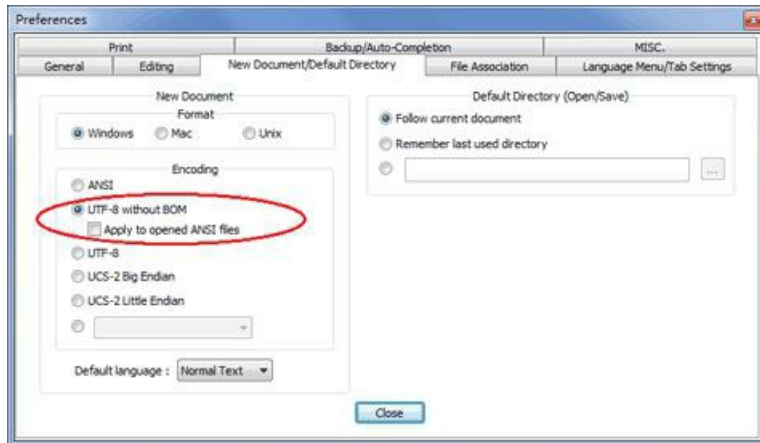 Preferences
Print Backup/Auto-Completion MISC.
General Editing New Document/Default Directory File Association Language Menu/Tab Settings
New Document
Format
Windows Mac Unix
Encoding
ANSI
UTF-8 without BOM
Apply to opened ANSI files
UTF-8
UCS-2 Big Endian
UCS-2 Little Endian
Default language : Normal Text
Default Directory (Open/Save)
Follow current document
Remember last used directory
...
Close